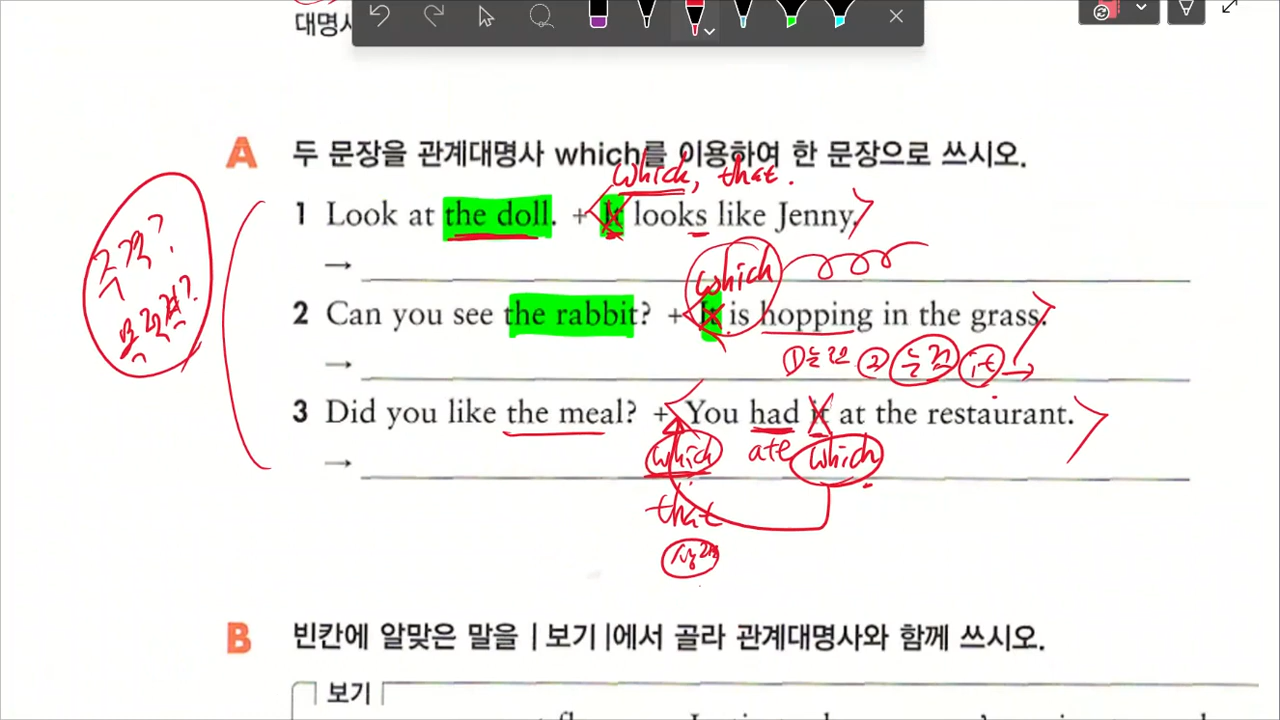 대명사
A 두 문장을 관계대명사 which를 이용하여 한 문장으로 쓰시오.
which, that.
1 Look at the doll. + It looks like Jenny.
→
주격?
목적격?
which
2 Can you see the rabbit? + It is hopping in the grass.
→
① ② it →
3 Did you like the meal? + You had it at the restaurant.
→
which ate which
that
생략
B 빈칸에 알맞은 말을 | 보기 |에서 골라 관계대명사와 함께 쓰시오.
보기